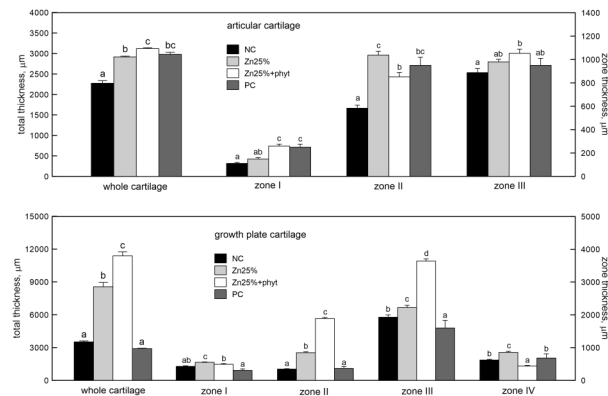 articular cartilage
NC
Zn25%
Zn25%+phyt
PC
total thickness, µm
zone thickness, µm
4000
3500
3000
2500
2000
1500
1000
500
0
1400
1200
1000
800
600
400
200
0
a b c bc
a ab c c
a c b bc
a ab b ab
whole cartilage zone I zone II zone III
growth plate cartilage
NC
Zn25%
Zn25%+phyt
PC
total thickness, µm
zone thickness, µm
15000
12000
9000
6000
3000
0
5000
4000
3000
2000
1000
0
a b c a
ab c b a
a b c a
b c d a
b c a b
whole cartilage zone I zone II zone III zone IV